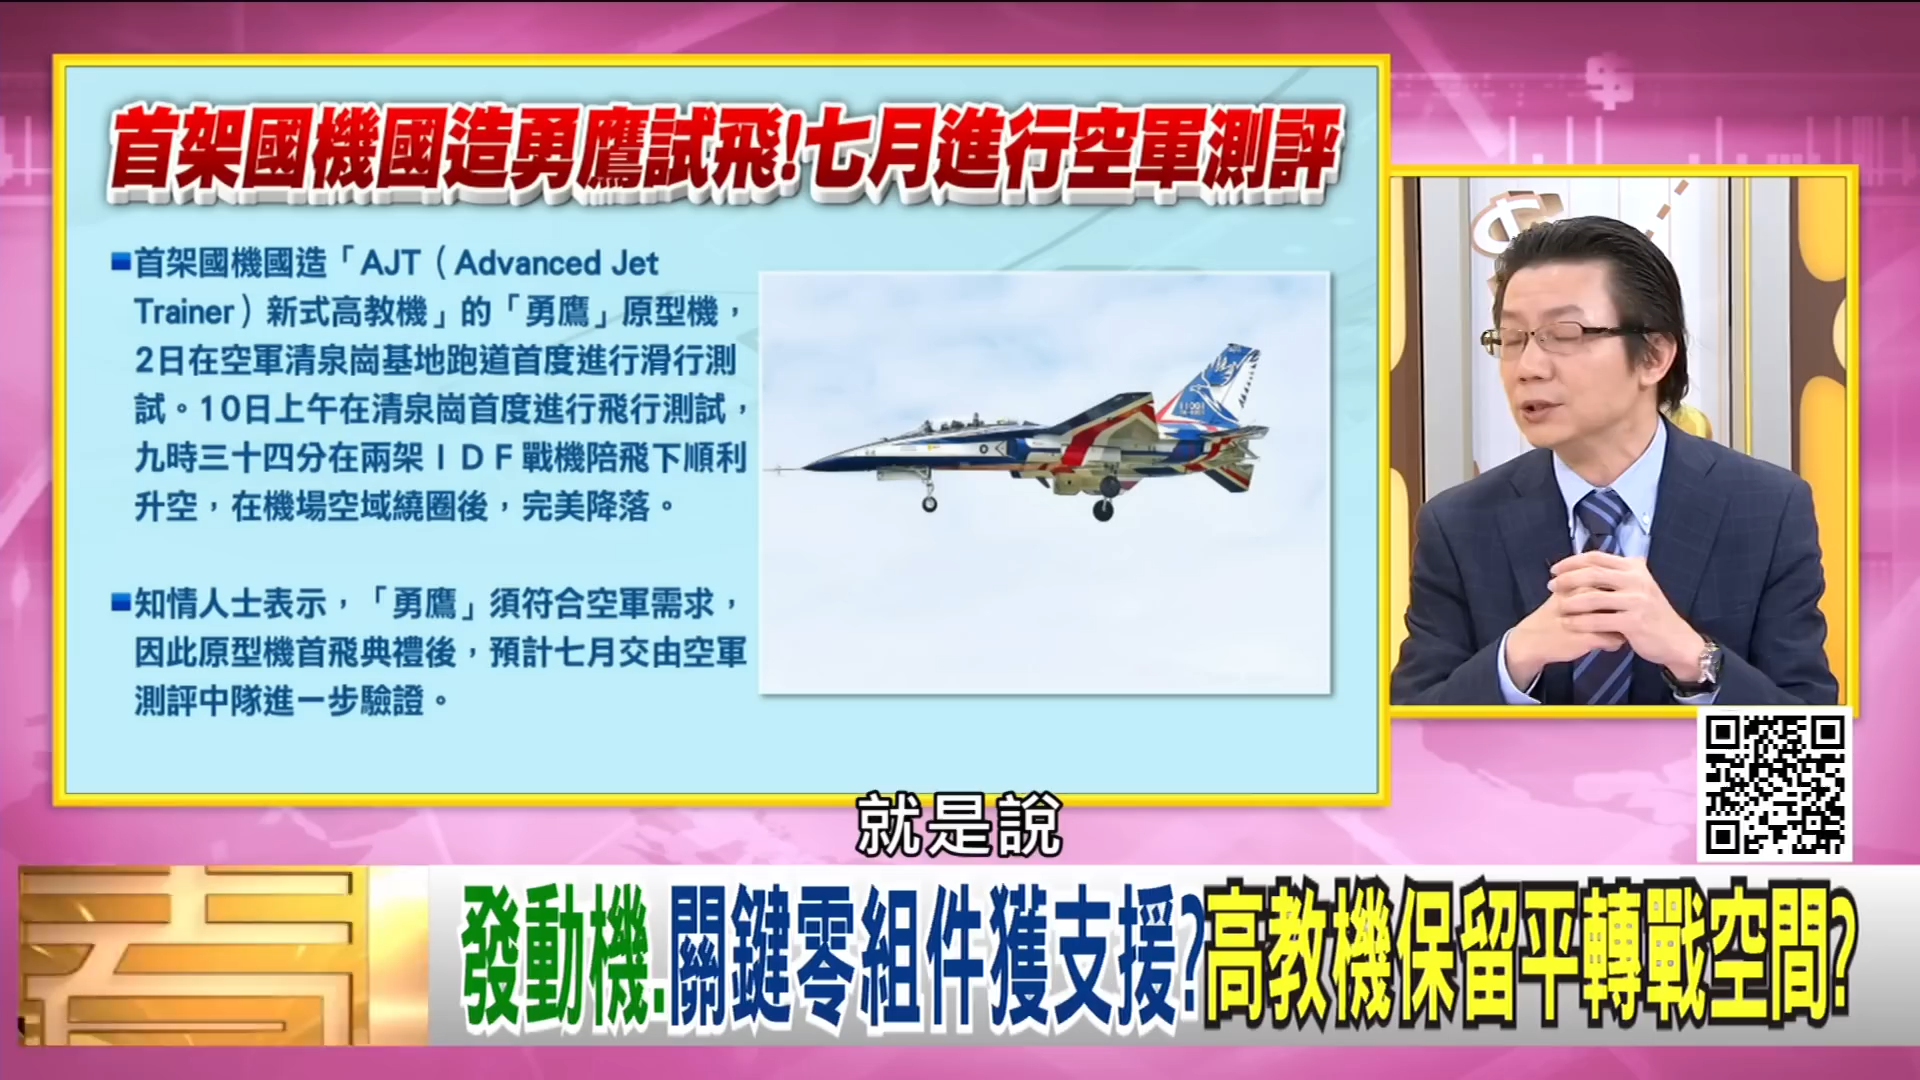 首架國機國造勇鷹試飛!七月進行空軍測評
■首架國機國造「AJT（Advanced Jet
Trainer）新式高教機」的「勇鷹」原型機，
2日在空軍清泉崗基地跑道首度進行滑行測
試。10日上午在清泉崗首度進行飛行測試，
九時三十四分在兩架ＩＤＦ戰機陪飛下順利
升空，在機場空域繞圈後，完美降落。
■知情人士表示，「勇鷹」須符合空軍需求，
因此原型機首飛典禮後，預計七月交由空軍
測評中隊進一步驗證。
11001
就是說
發動機.關鍵零組件獲支援?高教機保留平轉戰空間?